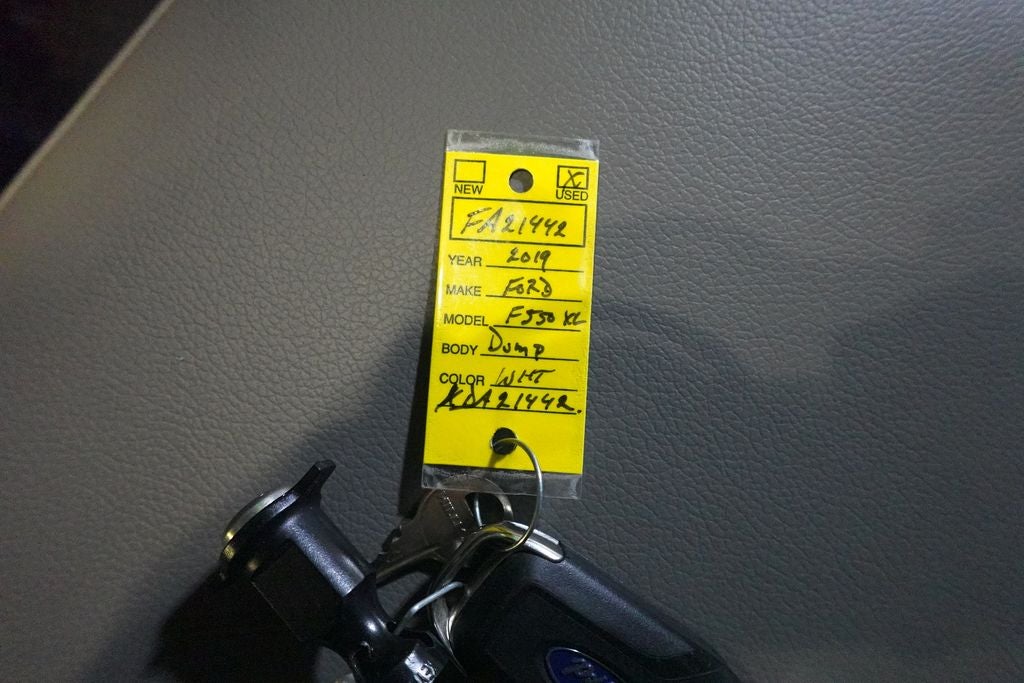 NEW X USED
FA21442
YEAR 2019
MAKE FORD
MODEL F550 XL
BODY Dump
COLOR WHT
KDA21442.